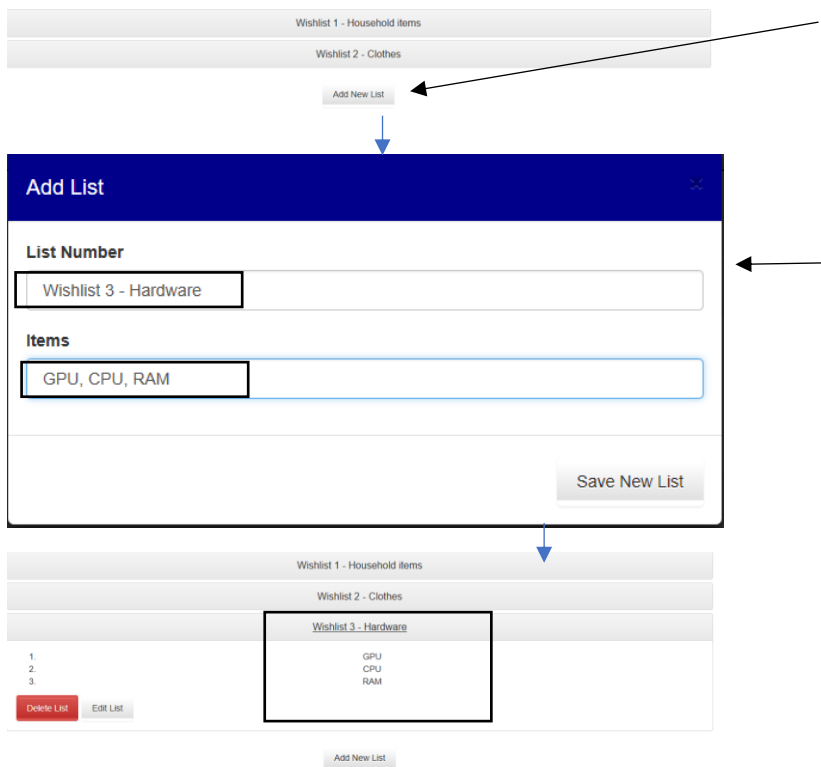 Wishlist 1 - Household items
Wishlist 2 - Clothes
Add New List
Add List ×
List Number
Wishlist 3 - Hardware
Items
GPU, CPU, RAM
Save New List
Wishlist 1 - Household items
Wishlist 2 - Clothes
Wishlist 3 - Hardware
1. GPU
2. CPU
3. RAM
Delete List Edit List
Add New List